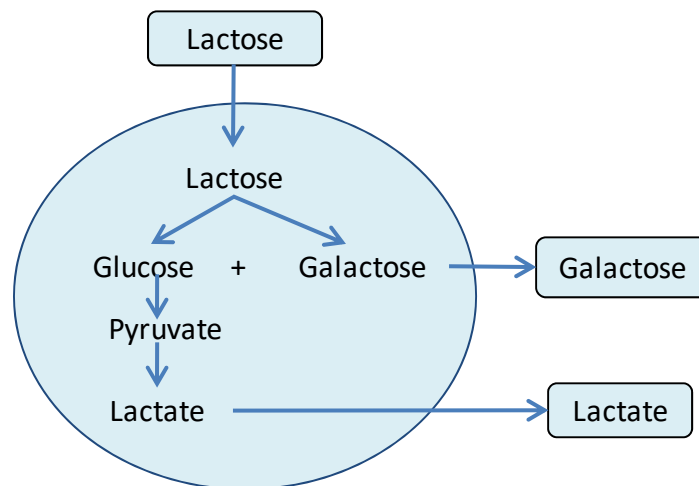 Lactose
Lactose
Glucose + Galactose
Galactose
Pyruvate
Lactate
Lactate